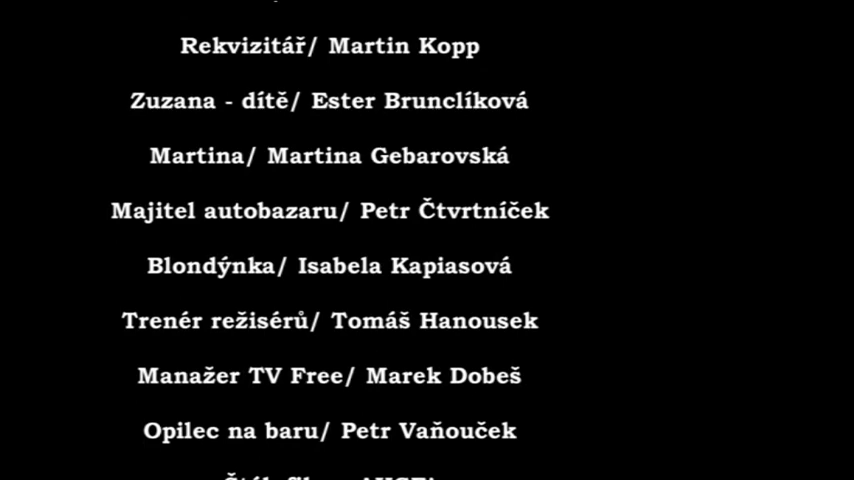 Rekvizitář/ Martin Kopp
Zuzana - dítě/ Ester Brunclíková
Martina/ Martina Gebarovská
Majitel autobazaru/ Petr Čtvrtníček
Blondýnka/ Isabela Kapiasová
Trenér režisérů/ Tomáš Hanousek
Manažer TV Free/ Marek Dobeš
Opilec na baru/ Petr Vaňouček